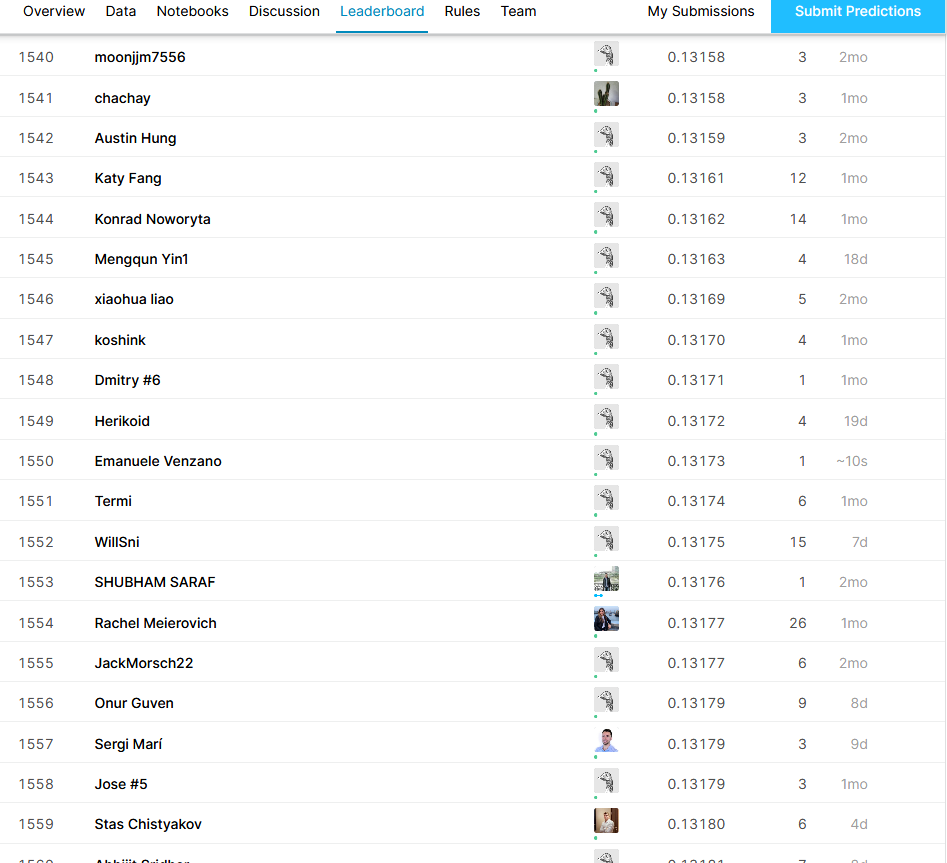 Overview Data Notebooks Discussion Leaderboard Rules Team My Submissions Submit Predictions
1540 moonjjm7556 0.13158 3 2mo
1541 chachay 0.13158 3 1mo
1542 Austin Hung 0.13159 3 2mo
1543 Katy Fang 0.13161 12 1mo
1544 Konrad Noworyta 0.13162 14 1mo
1545 Mengqun Yin1 0.13163 4 18d
1546 xiaohua liao 0.13169 5 2mo
1547 koshink 0.13170 4 1mo
1548 Dmitry #6 0.13171 1 1mo
1549 Herikoid 0.13172 4 19d
1550 Emanuele Venzano 0.13173 1 ~10s
1551 Termi 0.13174 6 1mo
1552 WillSni 0.13175 15 7d
1553 SHUBHAM SARAF 0.13176 1 2mo
1554 Rachel Meierovich 0.13177 26 1mo
1555 JackMorsch22 0.13177 6 2mo
1556 Onur Guven 0.13179 9 8d
1557 Sergi Marí 0.13179 3 9d
1558 Jose #5 0.13179 3 1mo
1559 Stas Chistyakov 0.13180 6 4d